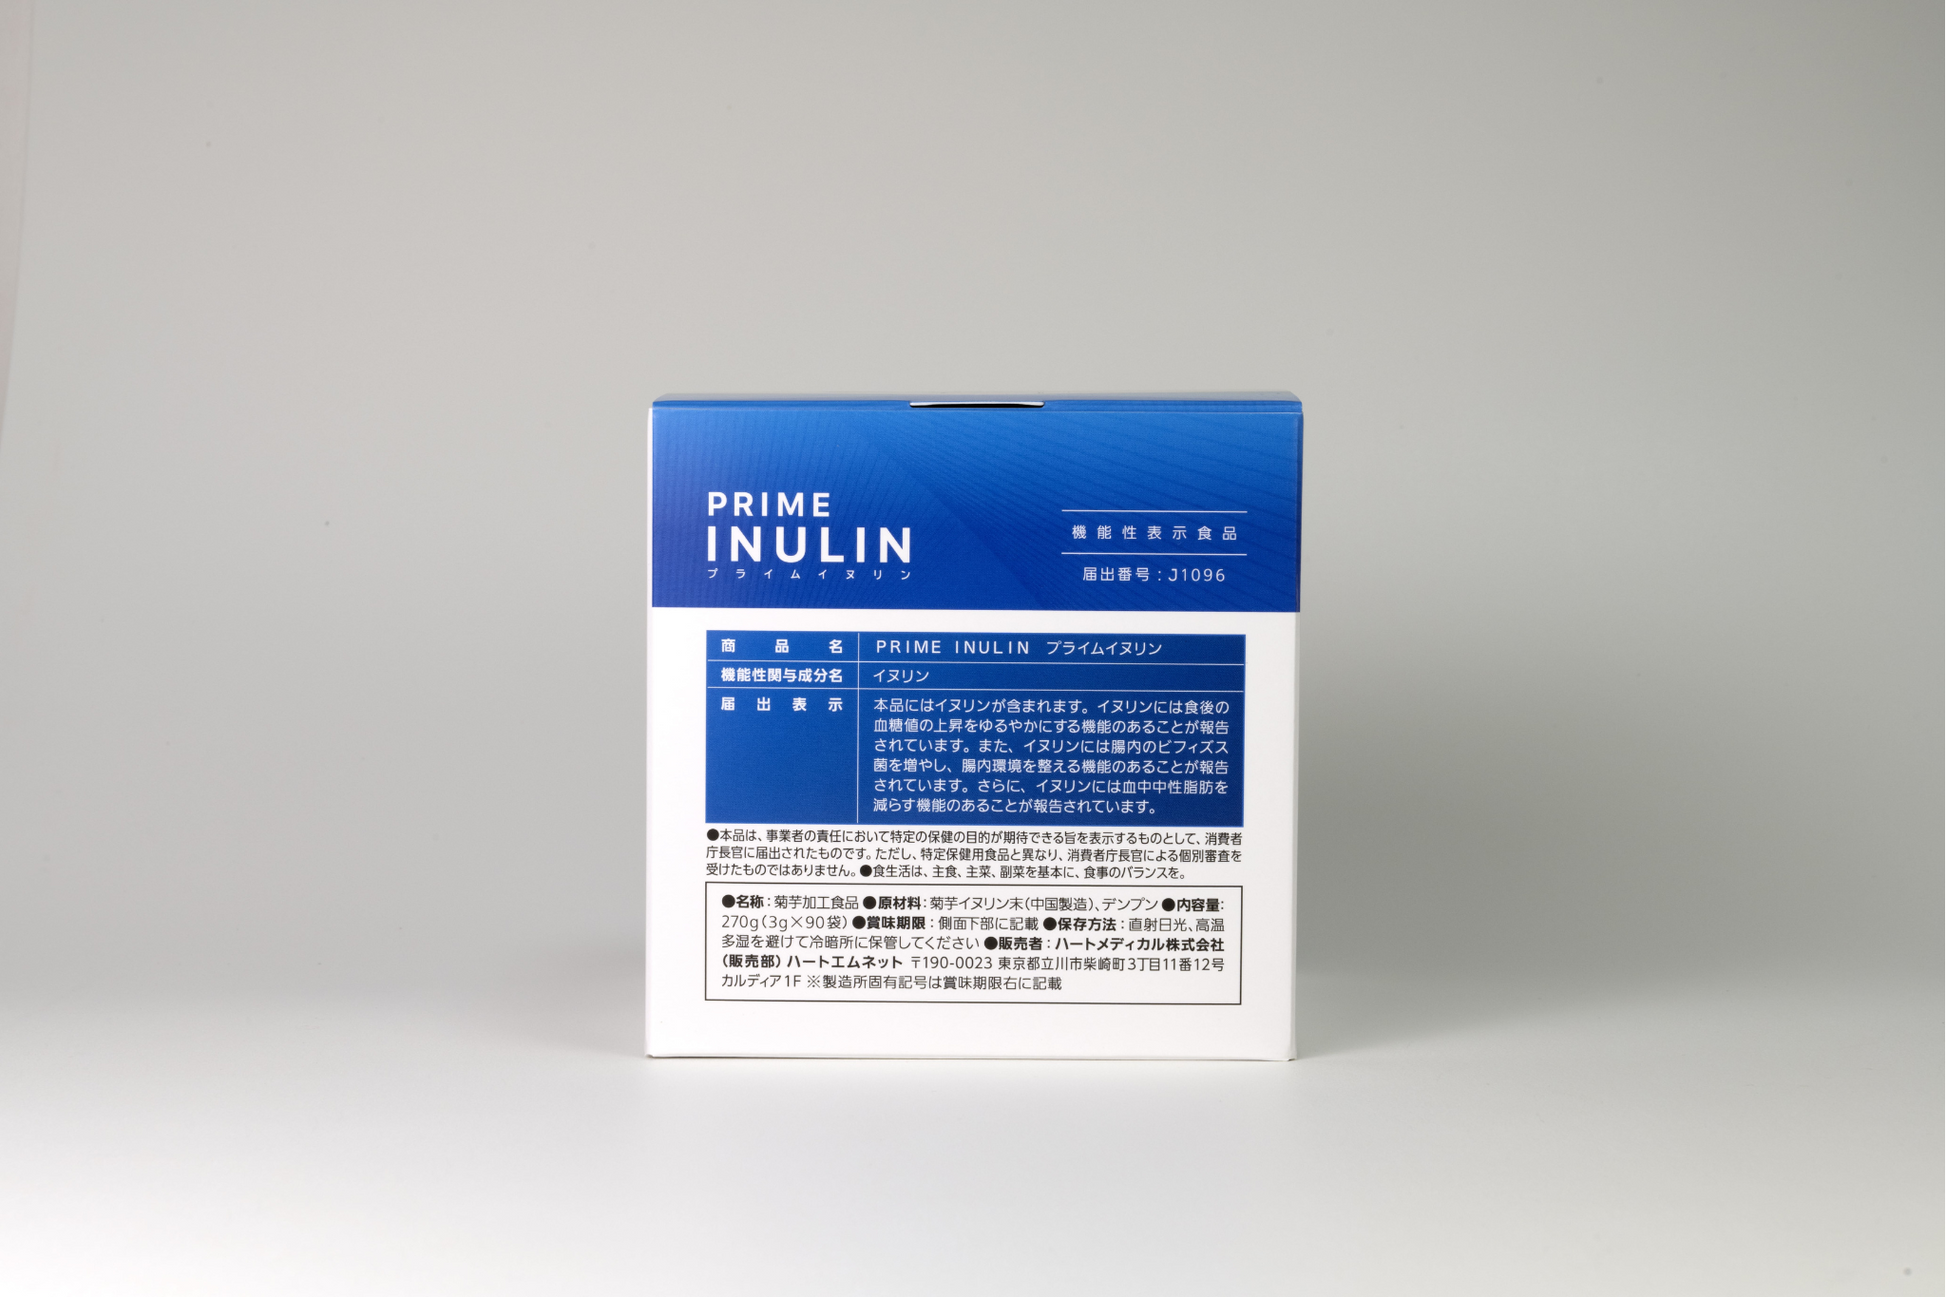 PRIME
INULIN
プライムイヌリン
機能性表示食品
届出番号：J1096
商品名 PRIME INULIN プライムイヌリン
機能性関与成分名 イヌリン
届出表示 本品にはイヌリンが含まれます。イヌリンには食後の
血糖値の上昇をゆるやかにする機能のあることが報告
されています。また、イヌリンには腸内のビフィズス
菌を増やし、腸内環境を整える機能のあることが報告
されています。さらに、イヌリンには血中中性脂肪を
減らす機能のあることが報告されています。
●本品は、事業者の責任において特定の保健の目的が期待できる旨を表示するものとして、消費者
庁長官に届出されたものです。ただし、特定保健用食品と異なり、消費者庁長官による個別審査を
受けたものではありません。●食生活は、主食、主菜、副菜を基本に、食事のバランスを。
●名称：菊芋加工食品 ●原材料：菊芋イヌリン末（中国製造）、デンプン ●内容量：
270g（3g×90袋） ●賞味期限：側面下部に記載 ●保存方法：直射日光、高温
多湿を避けて冷暗所に保管してください ●販売者：ハートメディカル株式会社
（販売部）ハートエムネット 〒190-0023 東京都立川市柴崎町3丁目11番12号
カルディア1F ※製造所固有記号は賞味期限右に記載